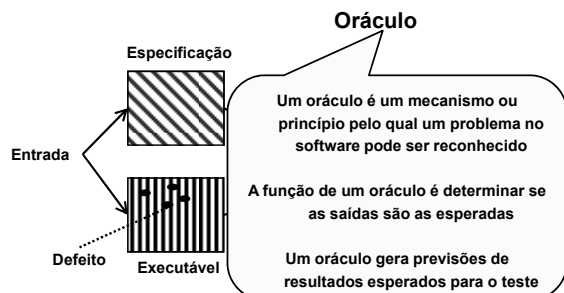 Oráculo
Especificação
Um oráculo é um mecanismo ou
princípio pelo qual um problema no
software pode ser reconhecido
Entrada
A função de um oráculo é determinar se
as saídas são as esperadas
Defeito
Executável
Um oráculo gera previsões de
resultados esperados para o teste